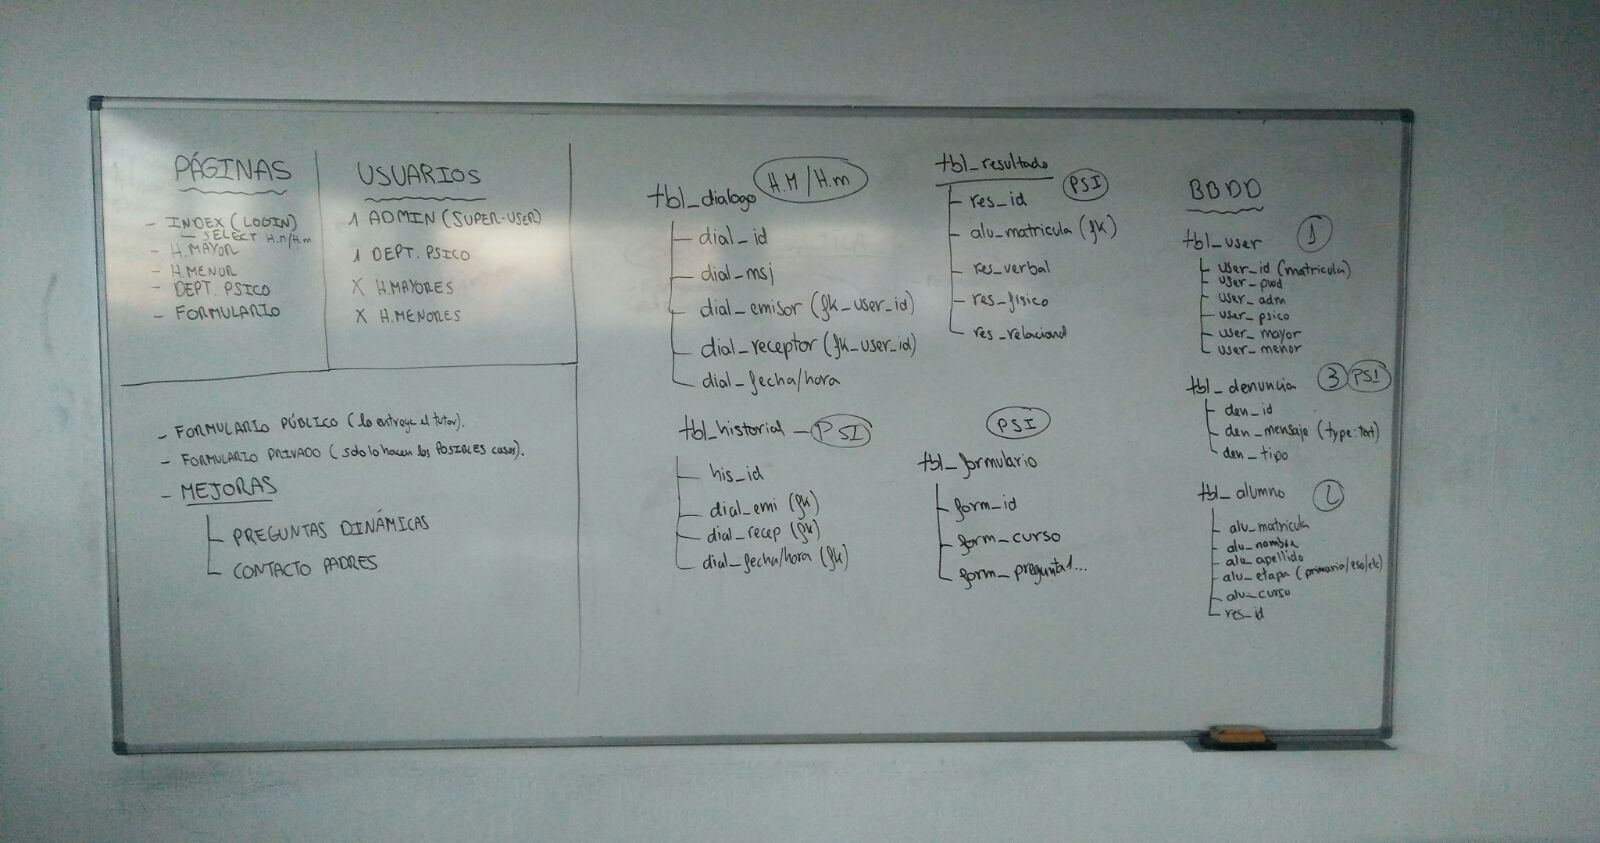 PÁGINAS
- INDEX (LOGIN)
- SELECT H.M/H.m
- H.MAYOR
- H.MENOR
- DEPT. PSICO
- FORMULARIO
USUARIOS
1 ADMIN (SUPER-USER)
1 DEPT. PSICO
X H.MAYORES
X H.MENORES
- FORMULARIO PÚBLICO (lo entrega el tutor).
- FORMULARIO PRIVADO (solo lo hacen los POSIBLES casos).
- MEJORAS
PREGUNTAS DINÁMICAS
CONTACTO PADRES
tbl_dialogo H.M/H.m
dial_id
dial_msj
dial_emisor (fk_user_id)
dial_receptor (fk_user_id)
dial_fecha/hora
tbl_historial - PSI
his_id
dial_emi (fk)
dial_recep (fk)
dial_fecha/hora (fk)
tbl_resultado PSI
res_id
alu_matricula (fk)
res_verbal
res_fisico
res_relacional
PSI
tbl_formulario
form_id
form_curso
form_pregunta1...
BBDD
tbl_user 1
user_id (matricula)
user_pwd
user_adm
user_psico
user_mayor
user_menor
tbl_denuncia 3 PSI
den_id
den_mensaje (type:text)
den_tipo
tbl_alumno 2
alu_matricula
alu_nombre
alu_apellido
alu_etapa (primaria/eso/etc)
alu_curso
res_id